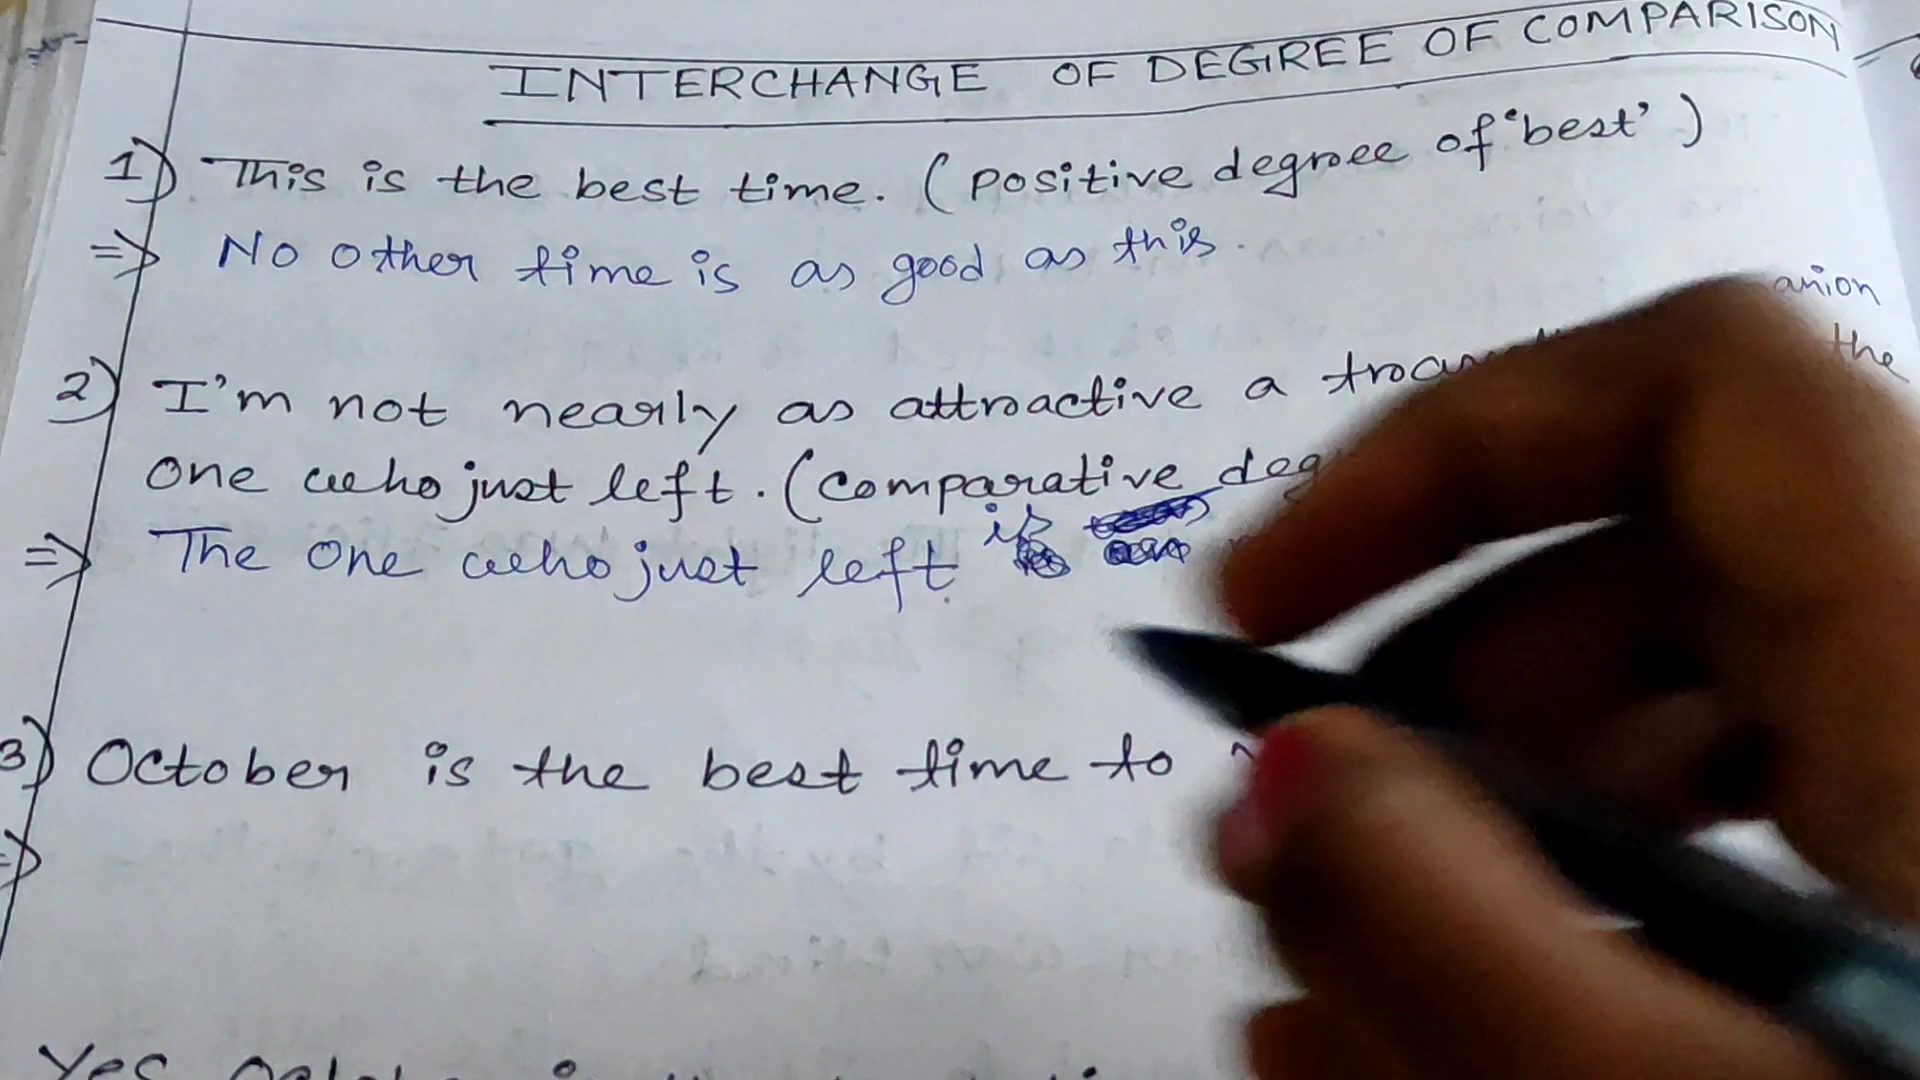 INTERCHANGE OF DEGREE OF COMPARISON
1) This is the best time. (positive degree of 'best')
=> No other time is as good as this.
2) I'm not nearly as attractive a anion the
one who just left. (comparative
=> The one who just left is
3) October is the best time to
=>
Yes